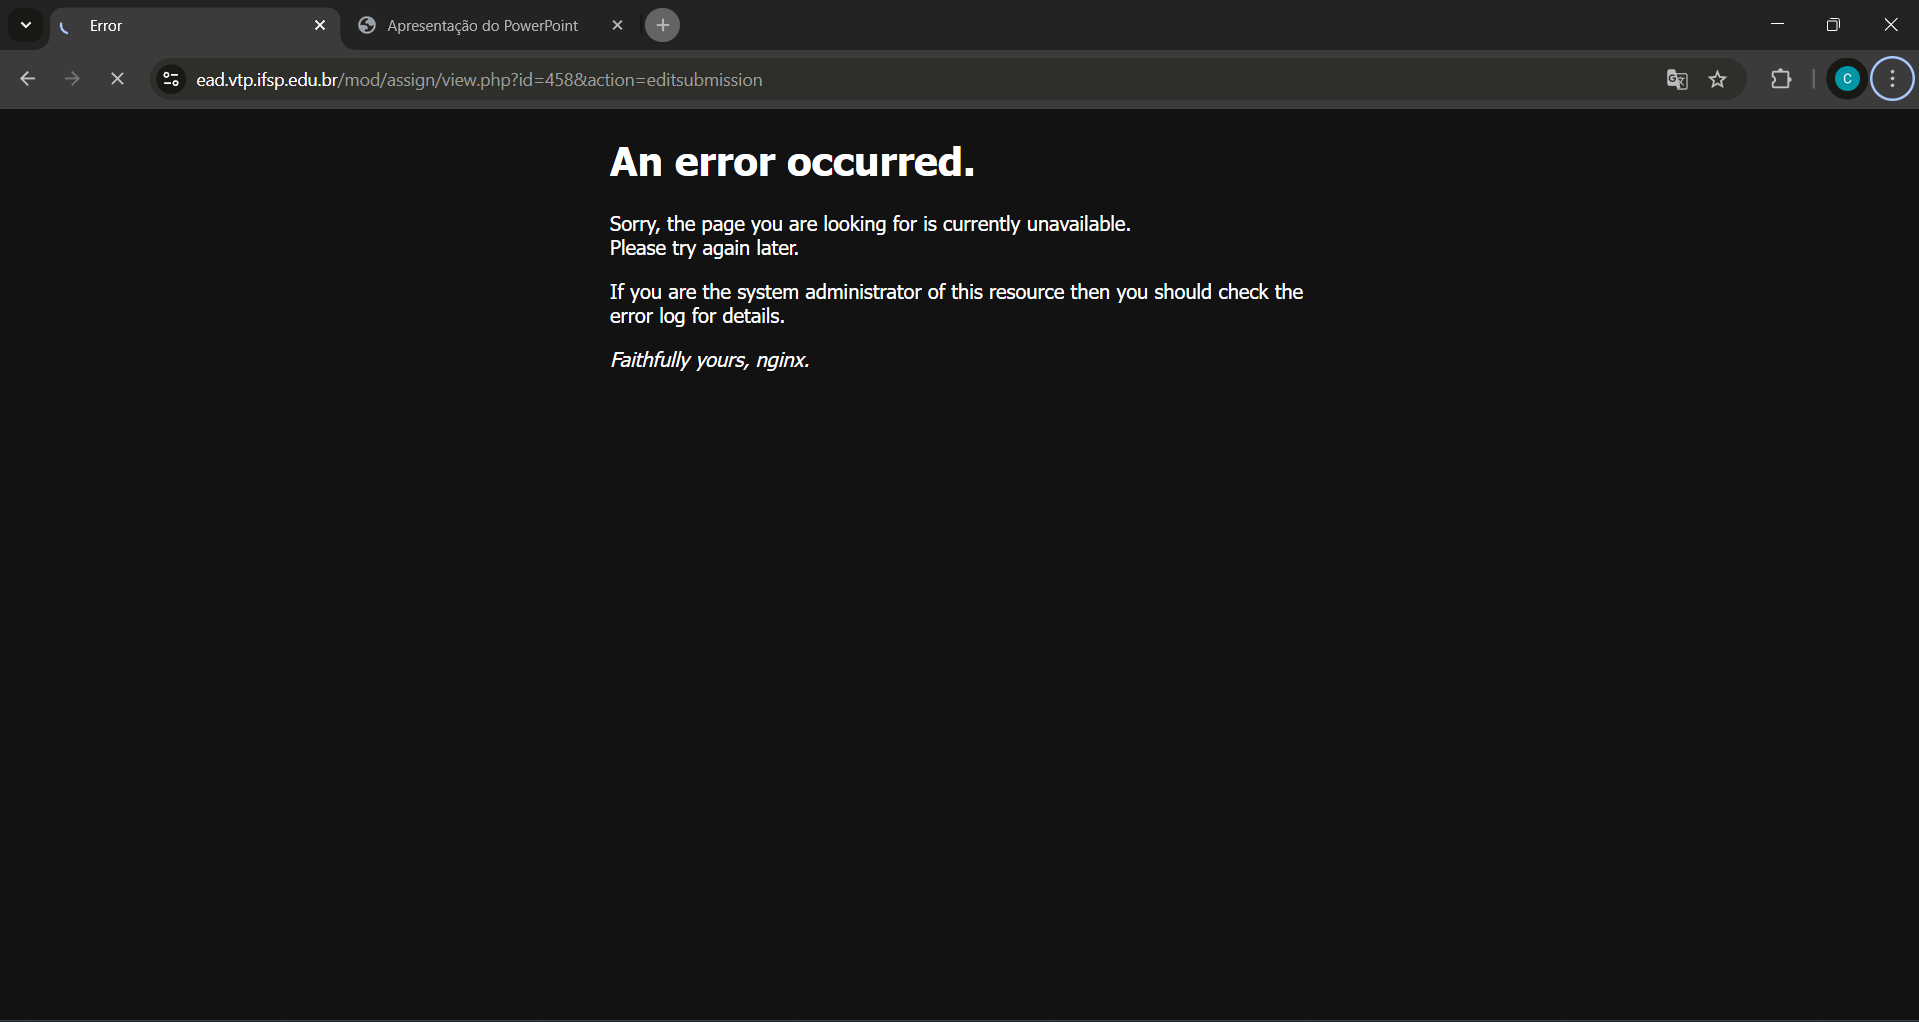 Error
Apresentação do PowerPoint
ead.vtp.ifsp.edu.br/mod/assign/view.php?id=458&action=editsubmission
C
An error occurred.
Sorry, the page you are looking for is currently unavailable.
Please try again later.
If you are the system administrator of this resource then you should check the
error log for details.
Faithfully yours, nginx.